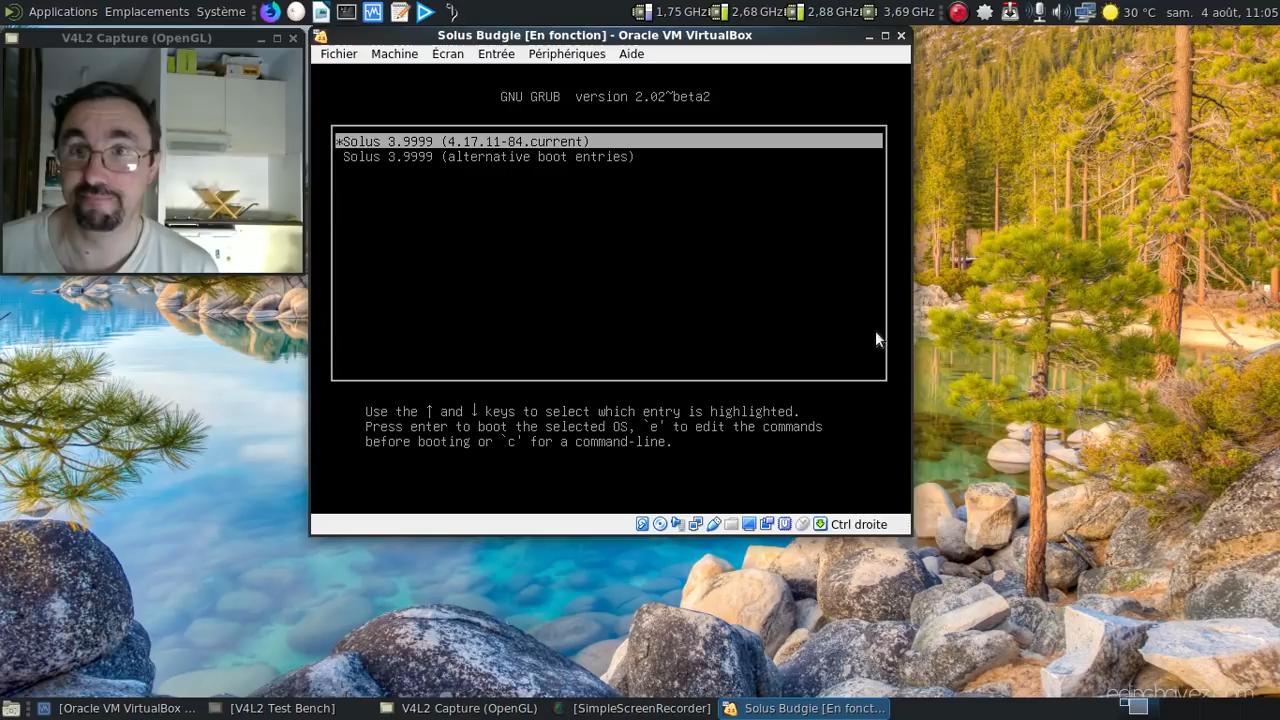 Applications Emplacements Système
1,75 GHz 2,68 GHz 2,88 GHz 3,69 GHz 30 °C sam. 4 août, 11:05
V4L2 Capture (OpenGL)
Solus Budgie [En fonction] - Oracle VM VirtualBox
Fichier Machine Écran Entrée Périphériques Aide
GNU GRUB version 2.02~beta2
*Solus 3.9999 (4.17.11-84.current)
Solus 3.9999 (alternative boot entries)
Use the ↑ and ↓ keys to select which entry is highlighted.
Press enter to boot the selected OS, `e' to edit the commands
before booting or `c' for a command-line.
Ctrl droite
[Oracle VM VirtualBox ... [V4L2 Test Bench] V4L2 Capture (OpenGL) [SimpleScreenRecorder] Solus Budgie [En fonct...